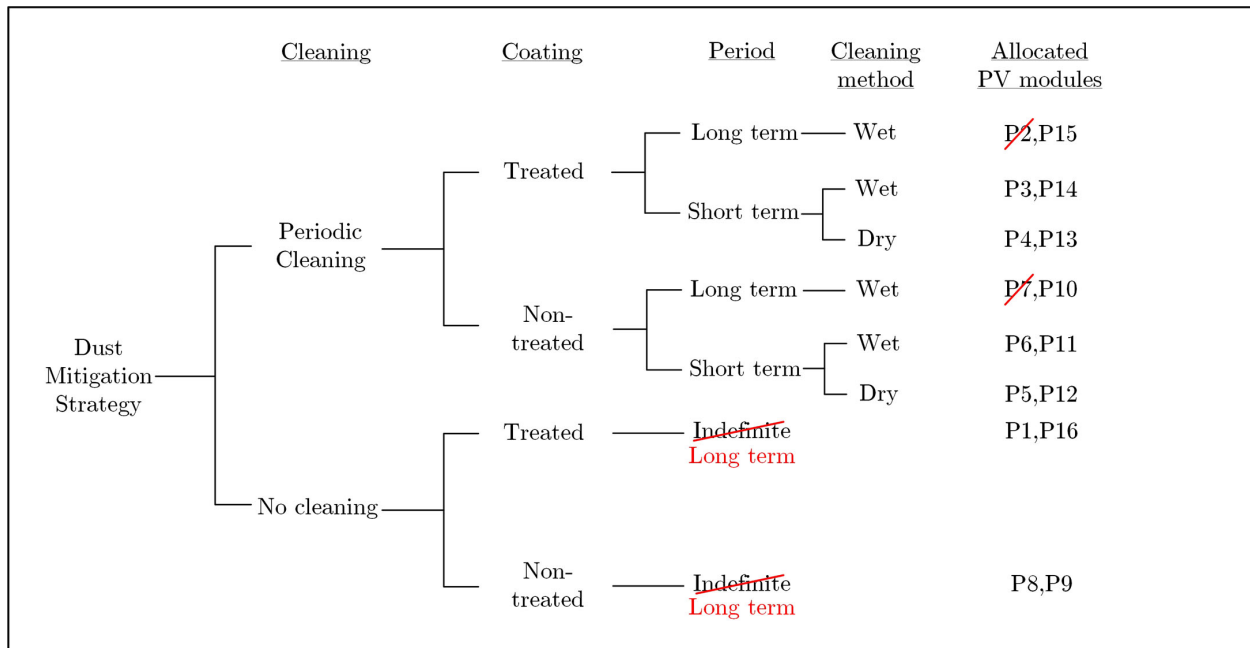 Cleaning Coating Period Cleaning method Allocated PV modules
Long term Wet P2,P15
Treated
Wet P3,P14
Short term
Periodic Cleaning
Dry P4,P13
Long term Wet P7,P10
Non-treated
Wet P6,P11
Dust Mitigation Strategy
Short term
Dry P5,P12
Treated Indefinite P1,P16
Long term
No cleaning
Non-treated Indefinite P8,P9
Long term